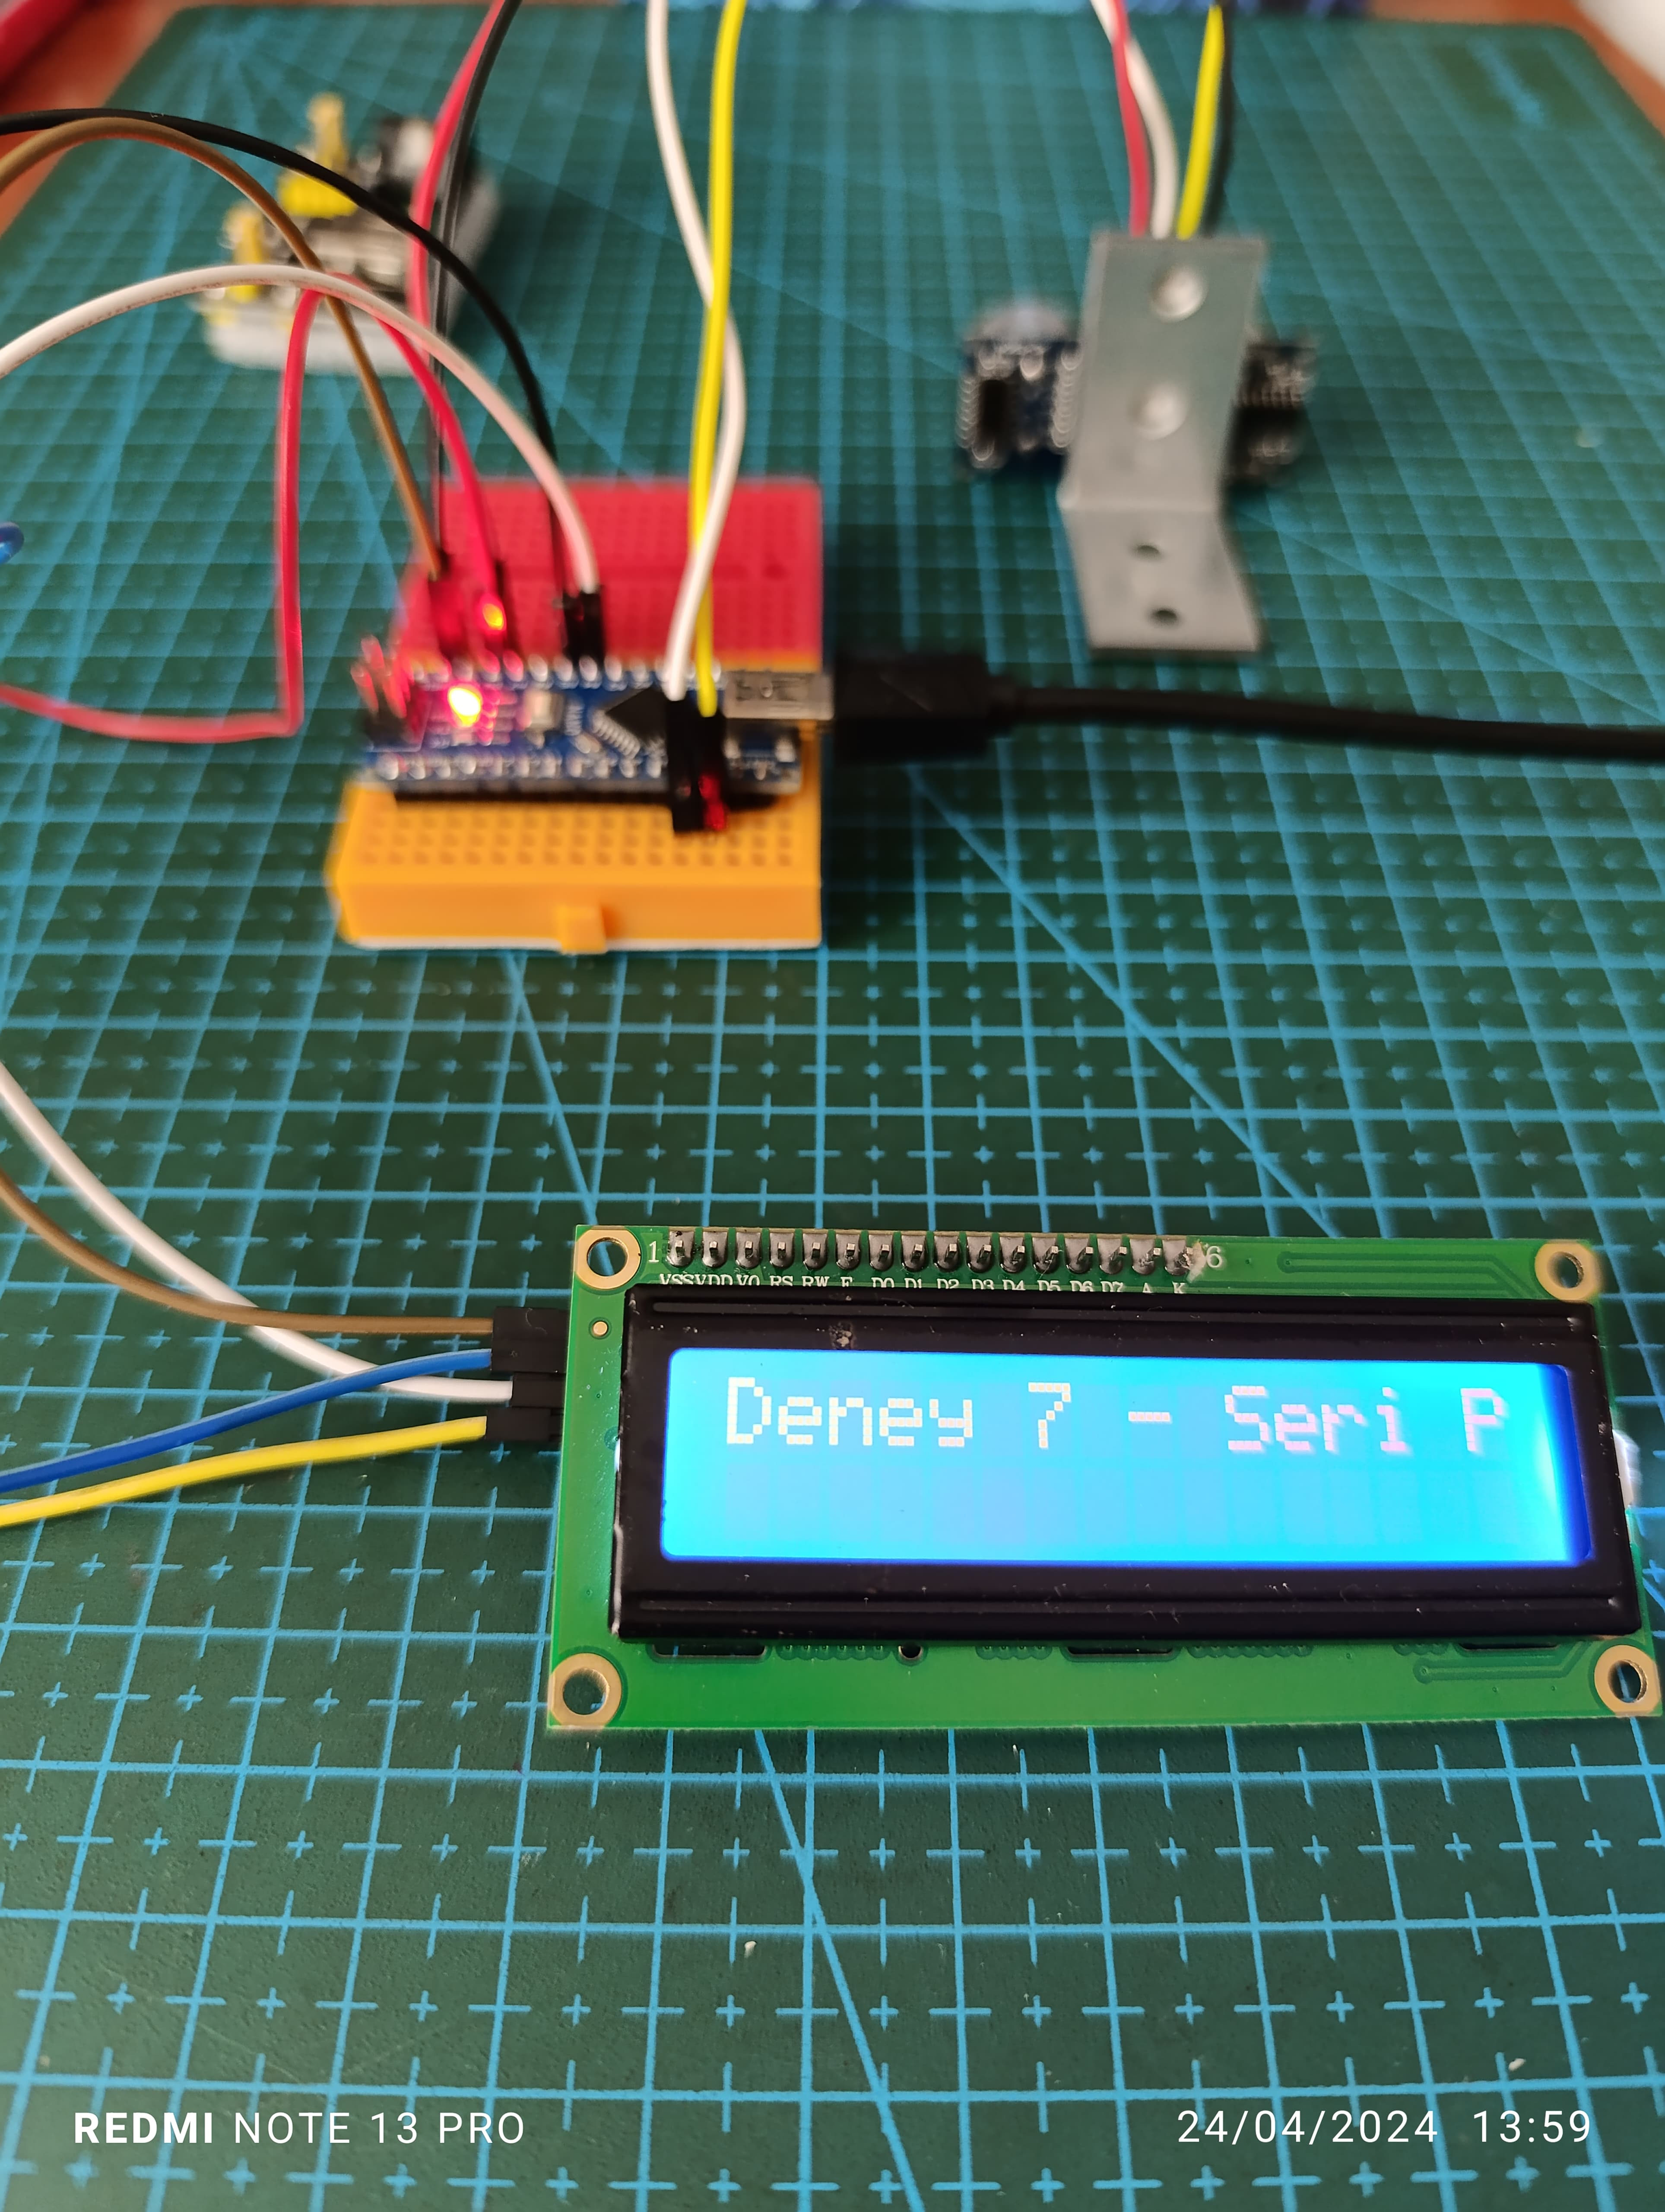 1 16
VSS VDD V0 RS RW E D0 D1 D2 D3 D4 D5 D6 D7 A K
Deney 7 - Seri P
REDMI NOTE 13 PRO
24/04/2024 13:59